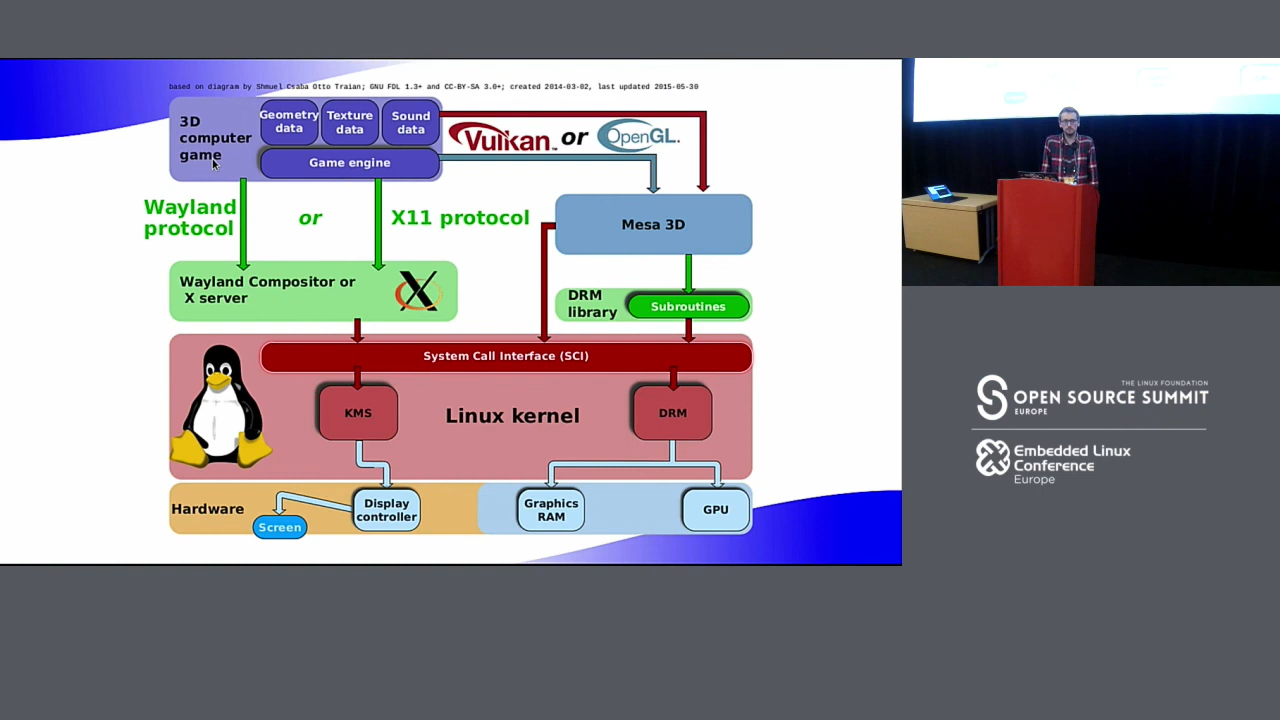 based on diagram by Shmuel Csaba Otto Traian; GNU FDL 1.3+ and CC-BY-SA 3.0+; created 2014-03-02, last updated 2015-05-30
3D
computer
game
Geometry
data
Texture
data
Sound
data
Game engine
Vulkan™ or OpenGL.
Wayland
protocol
or
X11 protocol
Mesa 3D
Wayland Compositor or
X server
DRM
library
Subroutines
System Call Interface (SCI)
KMS
Linux kernel
DRM
Hardware
Screen
Display
controller
Graphics
RAM
GPU
THE LINUX FOUNDATION
OPEN SOURCE SUMMIT
EUROPE
Embedded Linux
Conference
Europe